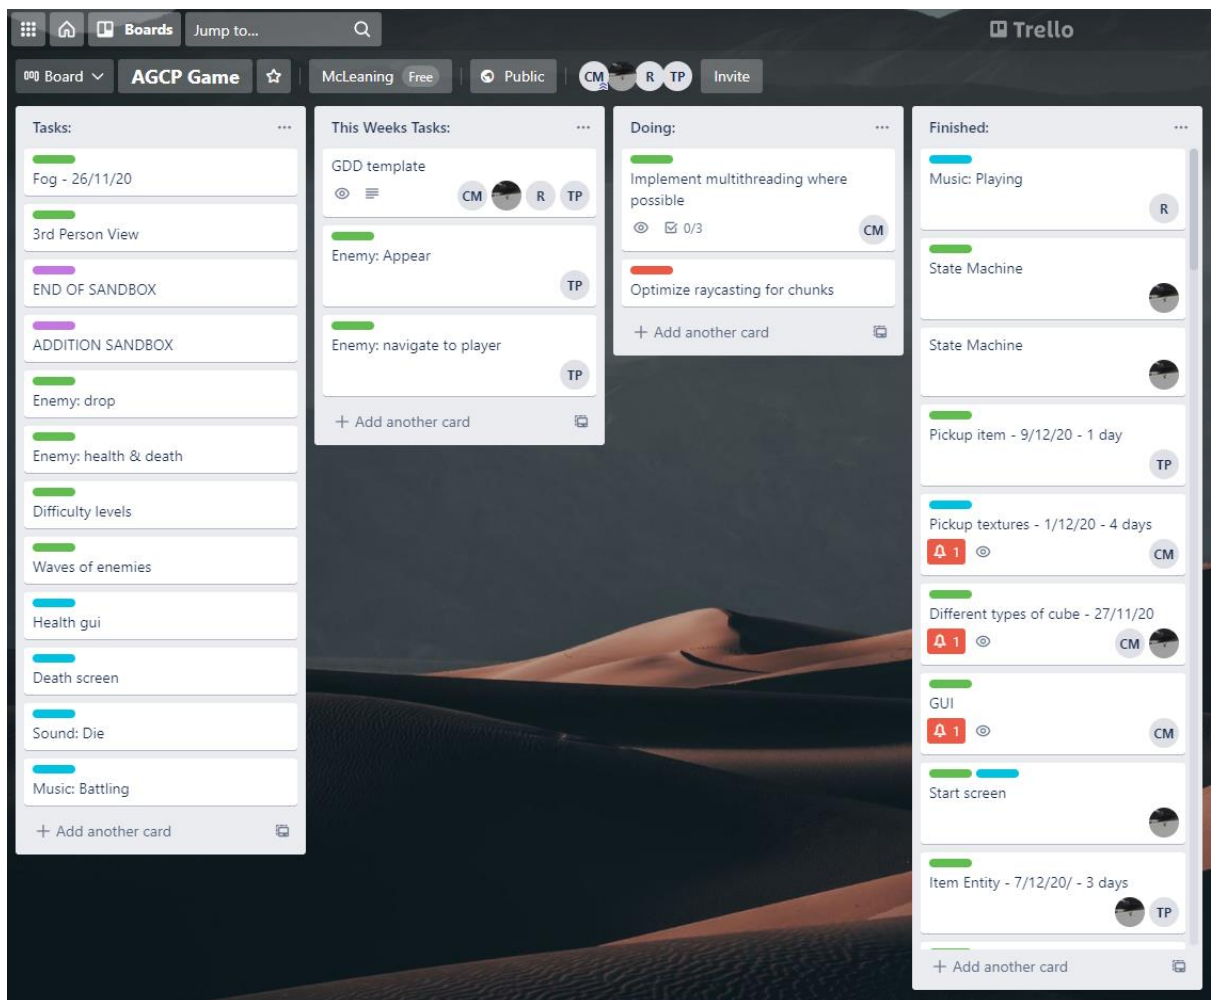 Boards
Jump to...
Trello
Board
AGCP Game
McLeaning Free
Public
CM
R
TP
Invite
Tasks:
Fog - 26/11/20
3rd Person View
END OF SANDBOX
ADDITION SANDBOX
Enemy: drop
Enemy: health & death
Difficulty levels
Waves of enemies
Health gui
Death screen
Sound: Die
Music: Battling
+ Add another card
This Weeks Tasks:
GDD template
CM
R
TP
Enemy: Appear
TP
Enemy: navigate to player
TP
+ Add another card
Doing:
Implement multithreading where
possible
0/3
CM
Optimize raycasting for chunks
+ Add another card
Finished:
Music: Playing
R
State Machine
State Machine
Pickup item - 9/12/20 - 1 day
TP
Pickup textures - 1/12/20 - 4 days
1
CM
Different types of cube - 27/11/20
1
CM
GUI
1
CM
Start screen
Item Entity - 7/12/20/ - 3 days
TP
+ Add another card